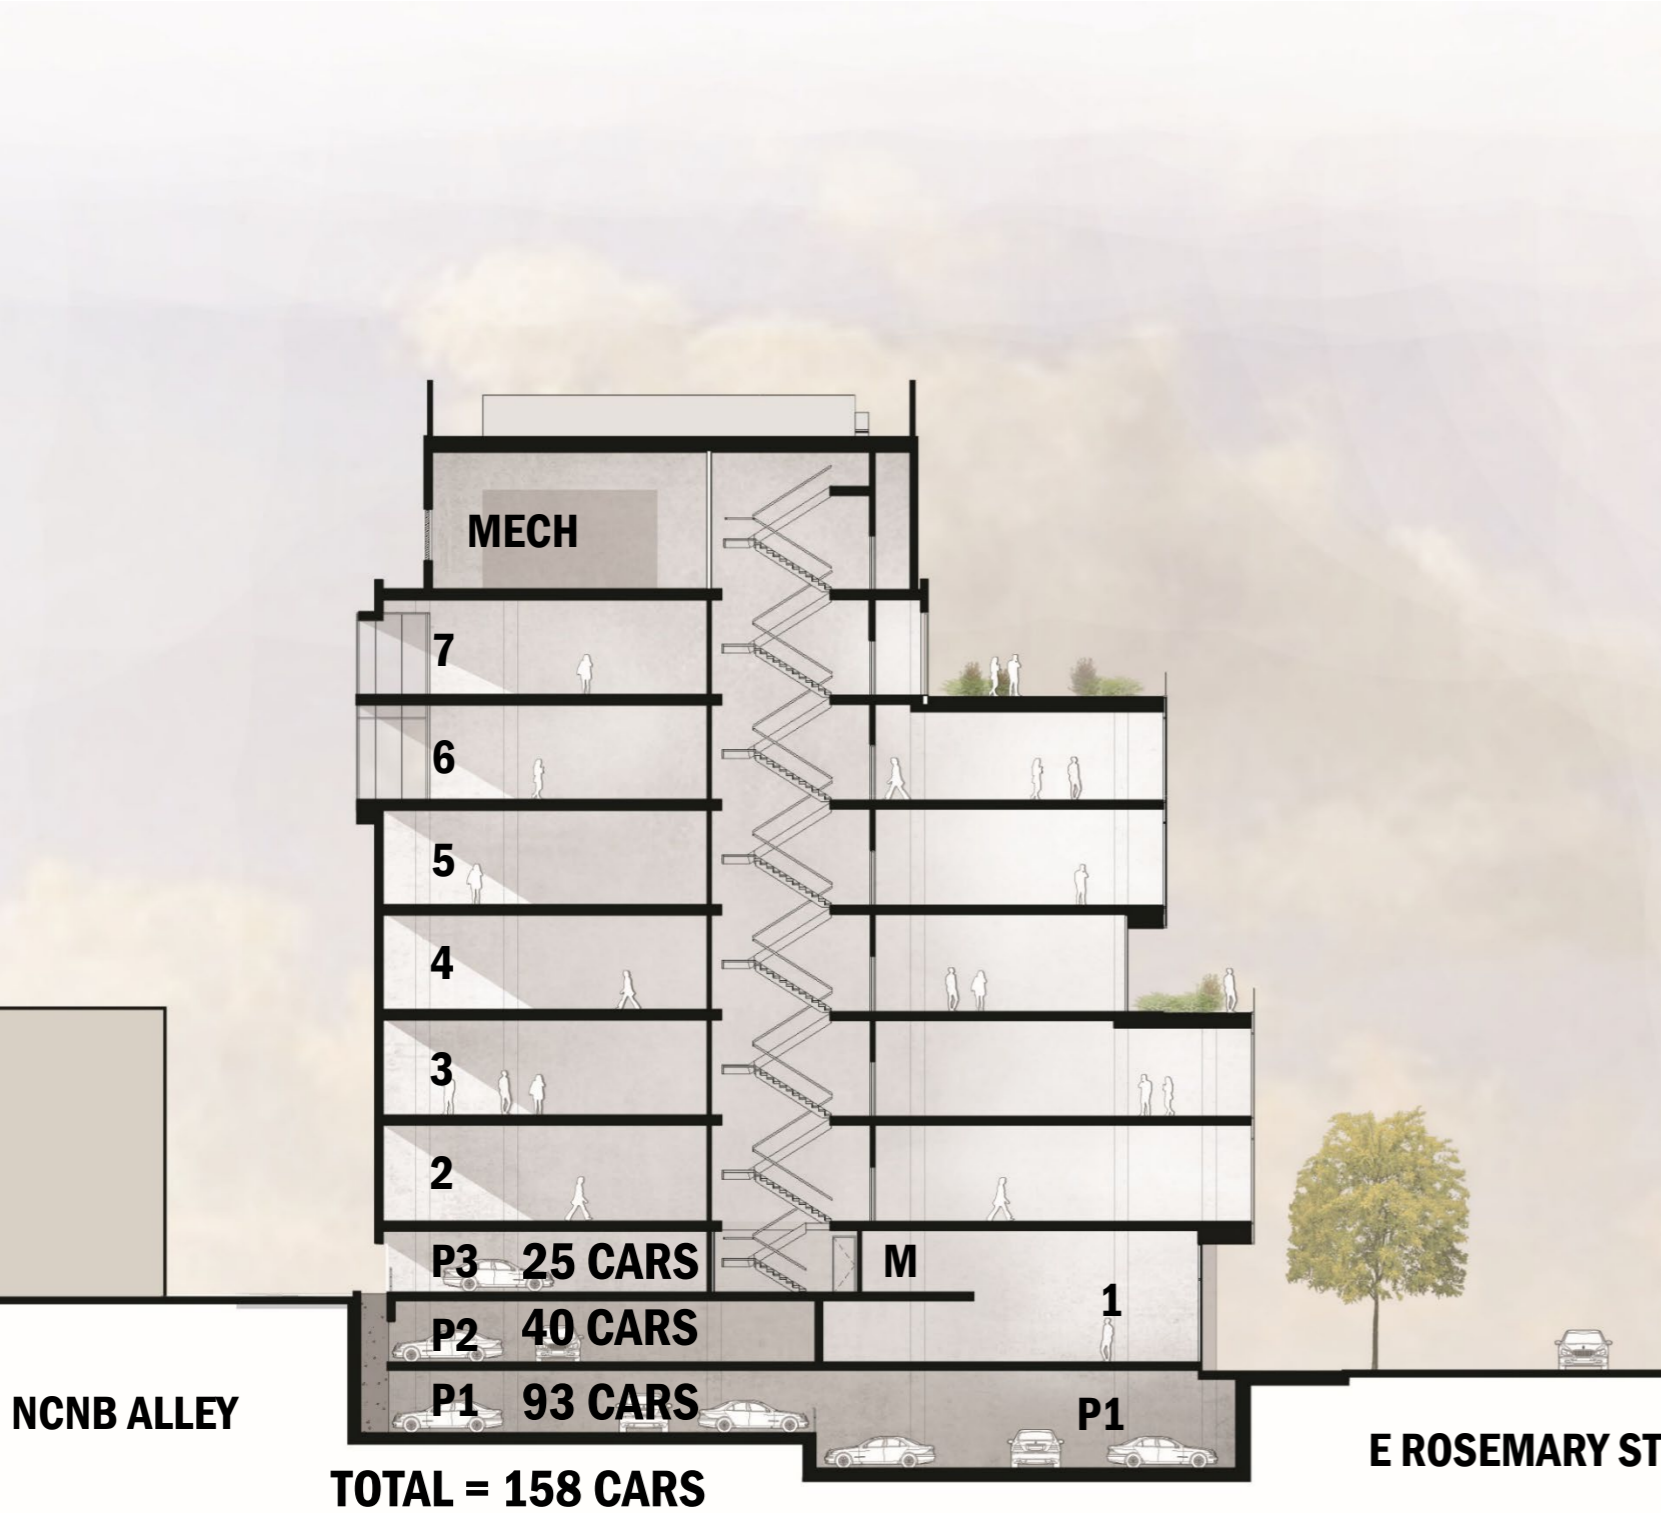 MECH
7
6
5
4
3
2
P3 25 CARS
M
1
P2 40 CARS
P1 93 CARS
P1
NCNB ALLEY
E ROSEMARY ST
TOTAL = 158 CARS